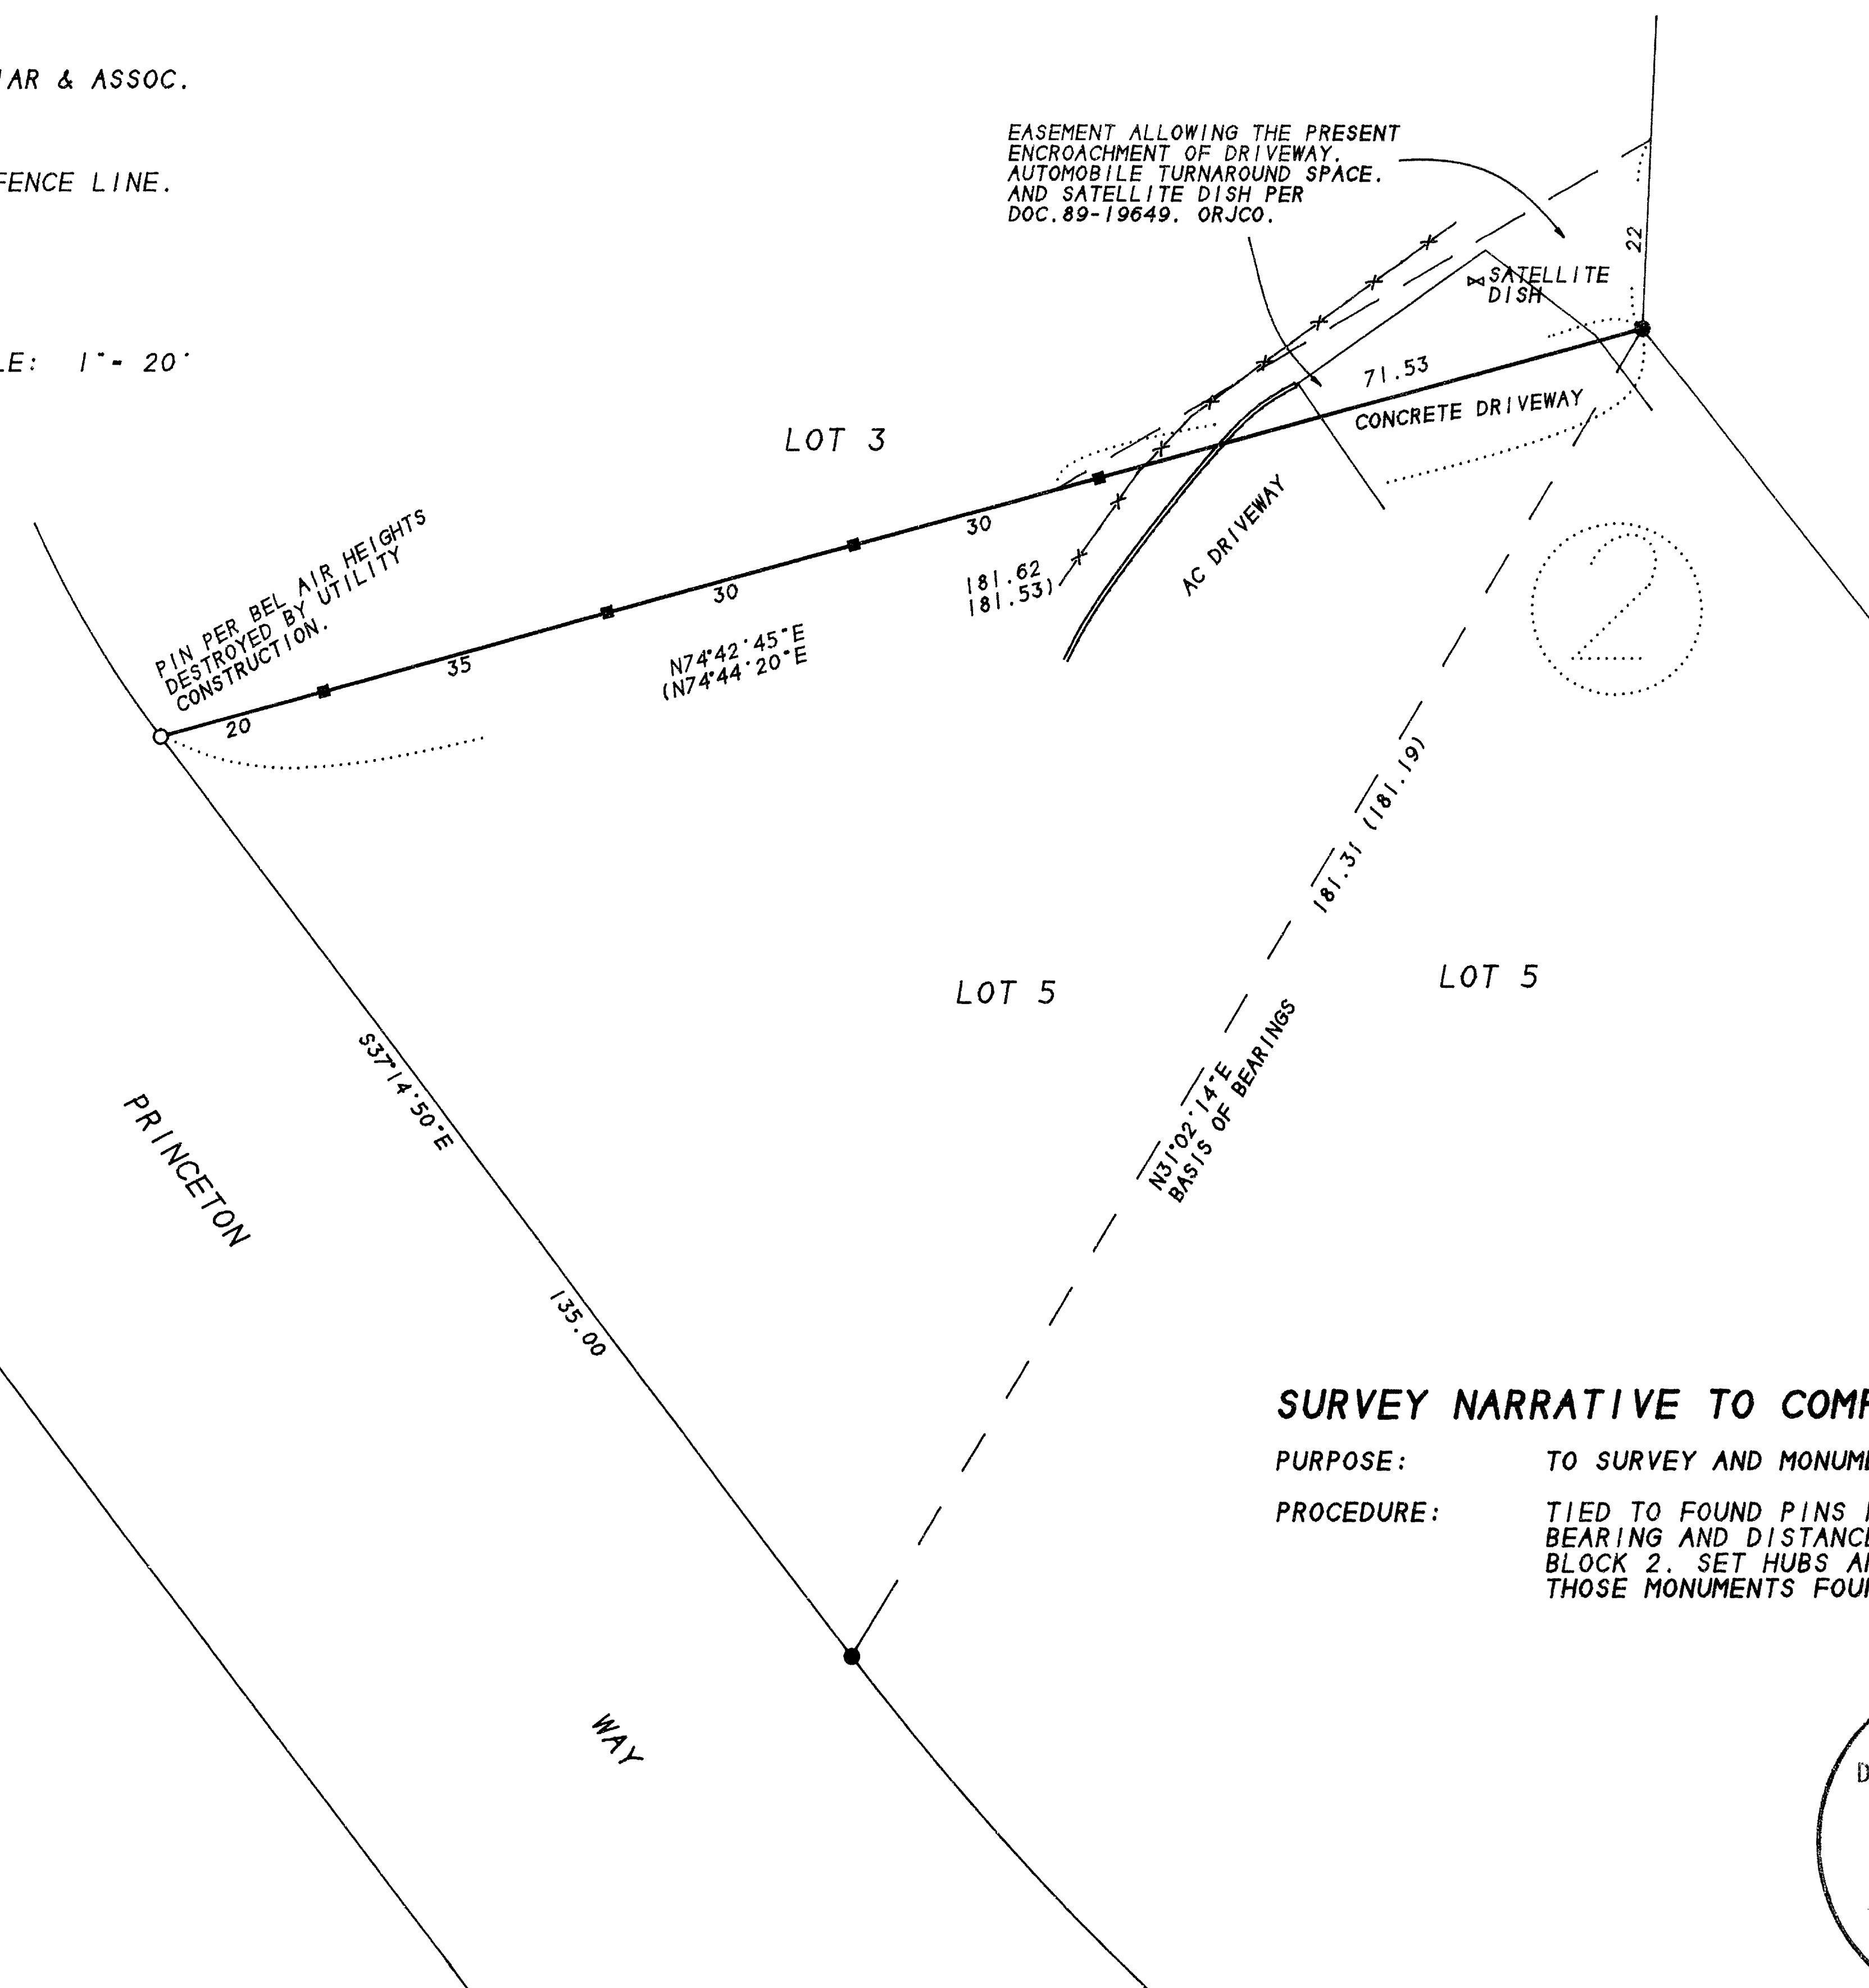 AR & ASSOC.
FENCE LINE.
LE: 1"- 20'
EASEMENT ALLOWING THE PRESENT
ENCROACHMENT OF DRIVEWAY.
AUTOMOBILE TURNAROUND SPACE.
AND SATELLITE DISH PER
DOC.89-19649. ORJCO.
22
SATELLITE
DISH
71.53
CONCRETE DRIVEWAY
LOT 3
AC DRIVEWAY
30
181.62
181.53)
2
PIN PER BEL AIR HEIGHTS
DESTROYED BY UTILITY
CONSTRUCTION.
30
35
20
N74°42'45"E
(N74°44'20"E
181.31 (181.19)
LOT 5
LOT 5
N31°02'14"E
BASIS OF BEARINGS
S37°14'50"E
PRINCETON
135.00
WAY
SURVEY NARRATIVE TO COMP
PURPOSE: TO SURVEY AND MONUME
PROCEDURE: TIED TO FOUND PINS
BEARING AND DISTANCE
BLOCK 2. SET HUBS A
THOSE MONUMENTS FOU
D